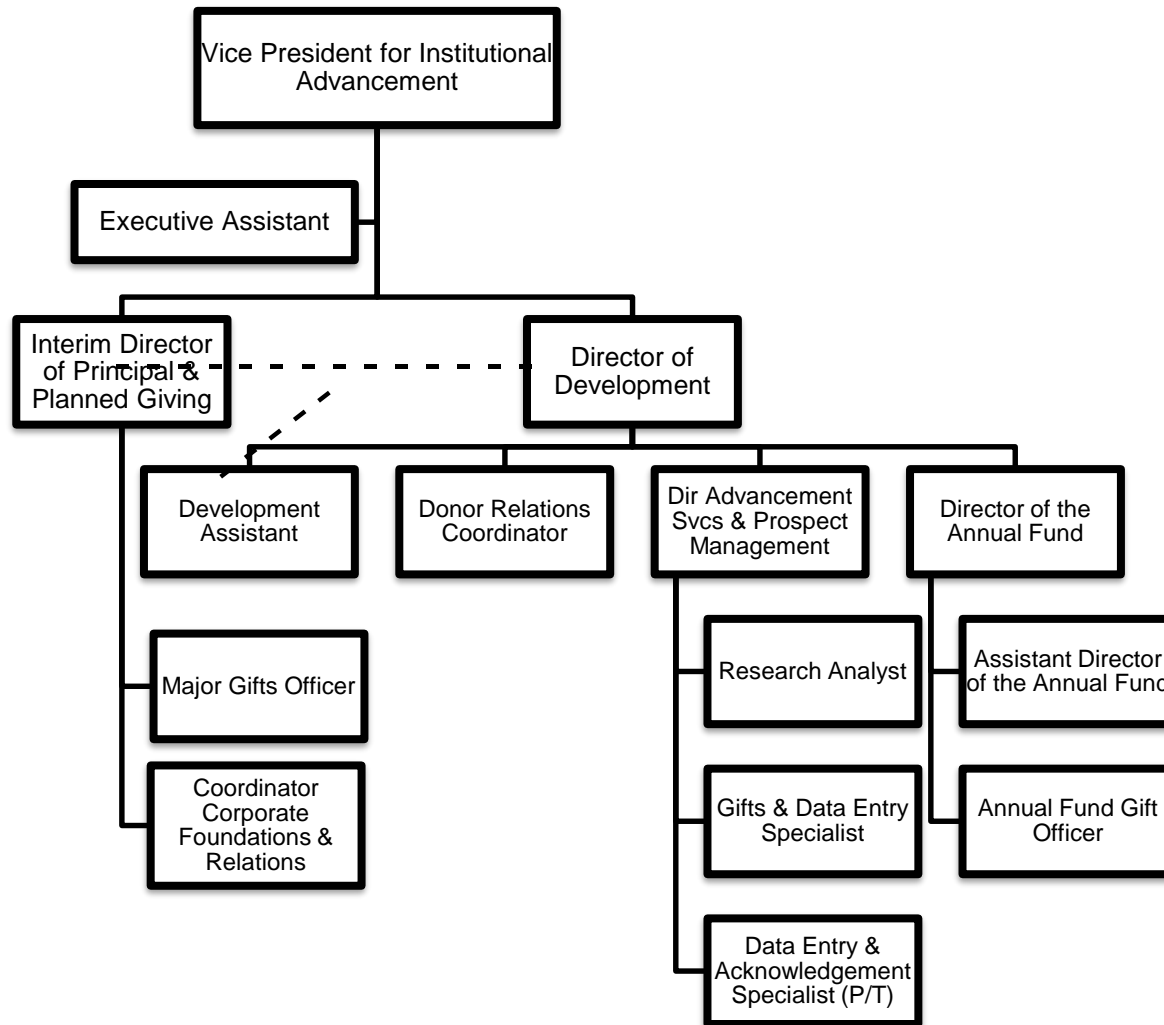 Vice President for Institutional
Advancement
Executive Assistant
Interim Director
of Principal &
Planned Giving
Director of
Development
Development
Assistant
Donor Relations
Coordinator
Dir Advancement
Svcs & Prospect
Management
Director of the
Annual Fund
Major Gifts Officer
Coordinator
Corporate
Foundations &
Relations
Research Analyst
Gifts & Data Entry
Specialist
Data Entry &
Acknowledgement
Specialist (P/T)
Assistant Director
of the Annual Fund
Annual Fund Gift
Officer